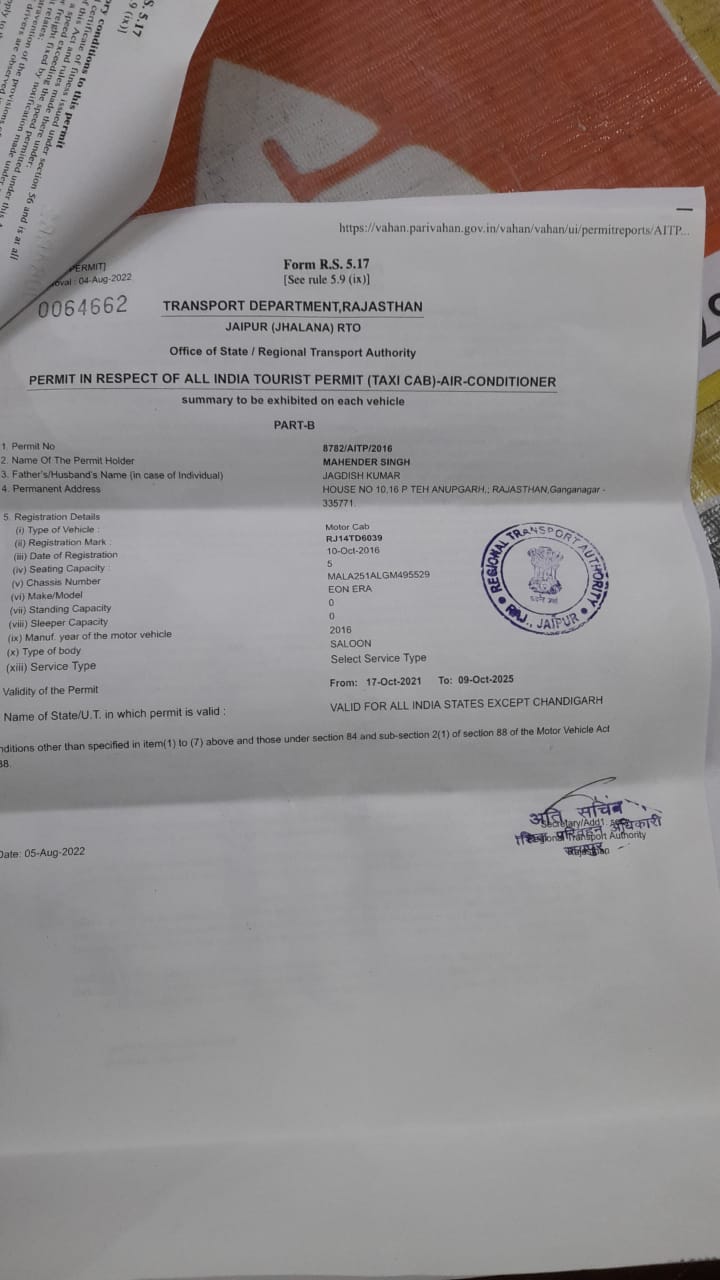 S. 5.17
9 (ix)]
ry conditions to this permit
certificate of fitness issued under section 56 and is at all
f this Act and rules made there under:
a speed exceeding the speed permitted under this
r freight fixed by notification made under
relates:
travention of the provisions
drivers are observed
https://vahan.parivahan.gov.in/vahan/vahan/ui/permitreports/AITP...
PERMIT]
oval : 04-Aug-2022
Form R.S. 5.17
[See rule 5.9 (ix)]
0064662
TRANSPORT DEPARTMENT,RAJASTHAN
JAIPUR (JHALANA) RTO
Office of State / Regional Transport Authority
PERMIT IN RESPECT OF ALL INDIA TOURIST PERMIT (TAXI CAB)-AIR-CONDITIONER
summary to be exhibited on each vehicle
PART-B
1. Permit No 8782/AITP/2016
2. Name Of The Permit Holder MAHENDER SINGH
3. Father's/Husband's Name (in case of Individual) JAGDISH KUMAR
4. Permanent Address HOUSE NO 10,16 P TEH ANUPGARH,; RAJASTHAN,Ganganagar -
335771.
5. Registration Details
(i) Type of Vehicle : Motor Cab
(ii) Registration Mark : RJ14TD6039
(iii) Date of Registration 10-Oct-2016
(iv) Seating Capacity : 5
(v) Chassis Number MALA251ALGM495529
(vi) Make/Model EON ERA
(vii) Standing Capacity 0
(viii) Sleeper Capacity 0
(ix) Manuf. year of the motor vehicle 2016
(x) Type of body SALOON
(xiii) Service Type Select Service Type
REGIONAL TRANSPORT AUTHORITY
RAJ., JAIPUR
Validity of the Permit From: 17-Oct-2021 To: 09-Oct-2025
Name of State/U.T. in which permit is valid : VALID FOR ALL INDIA STATES EXCEPT CHANDIGARH
nditions other than specified in item(1) to (7) above and those under section 84 and sub-section 2(1) of section 88 of the Motor Vehicle Act
88.
अति सचिव
Secretary/Addl.
परिवहन अधिकारी
Transport Authority
जयपुर
Date: 05-Aug-2022